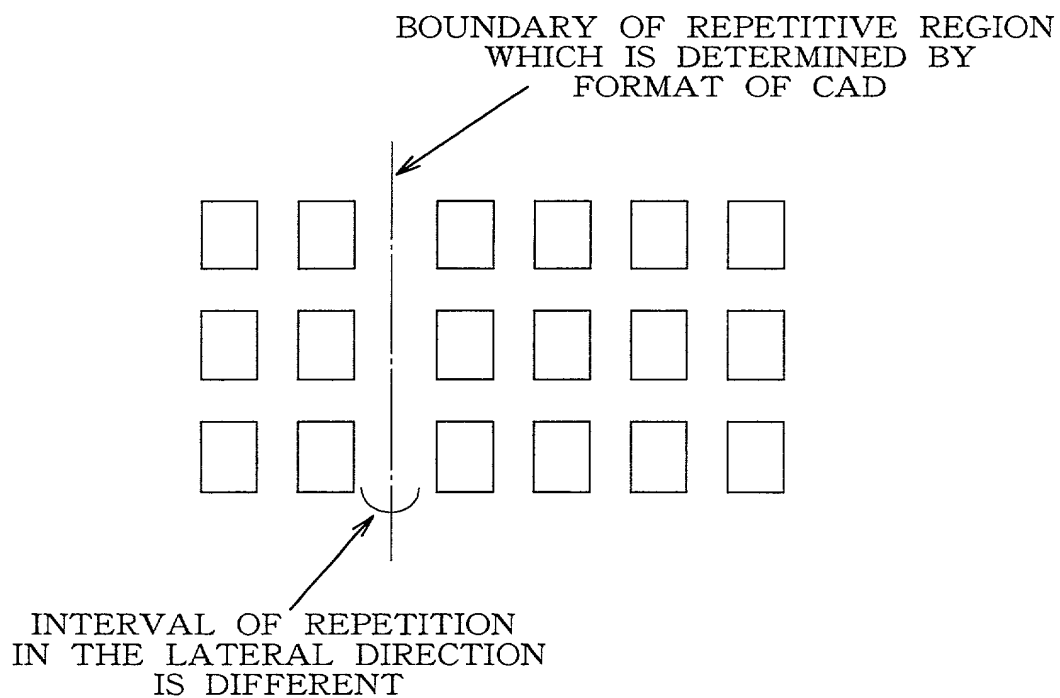 BOUNDARY OF REPETITIVE REGION
WHICH IS DETERMINED BY
FORMAT OF CAD
INTERVAL OF REPETITION
IN THE LATERAL DIRECTION
IS DIFFERENT